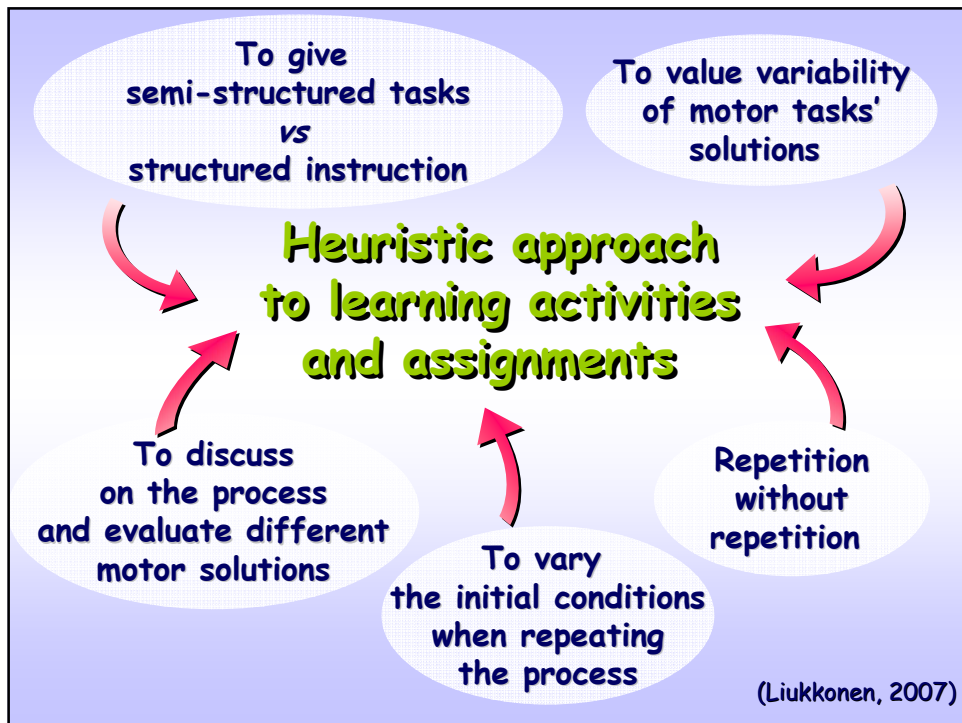 To give
semi-structured tasks
vs
structured instruction
To value variability
of motor tasks'
solutions
Heuristic approach
to learning activities
and assignments
To discuss
on the process
and evaluate different
motor solutions
To vary
the initial conditions
when repeating
the process
Repetition
without
repetition
(Liukkonen, 2007)